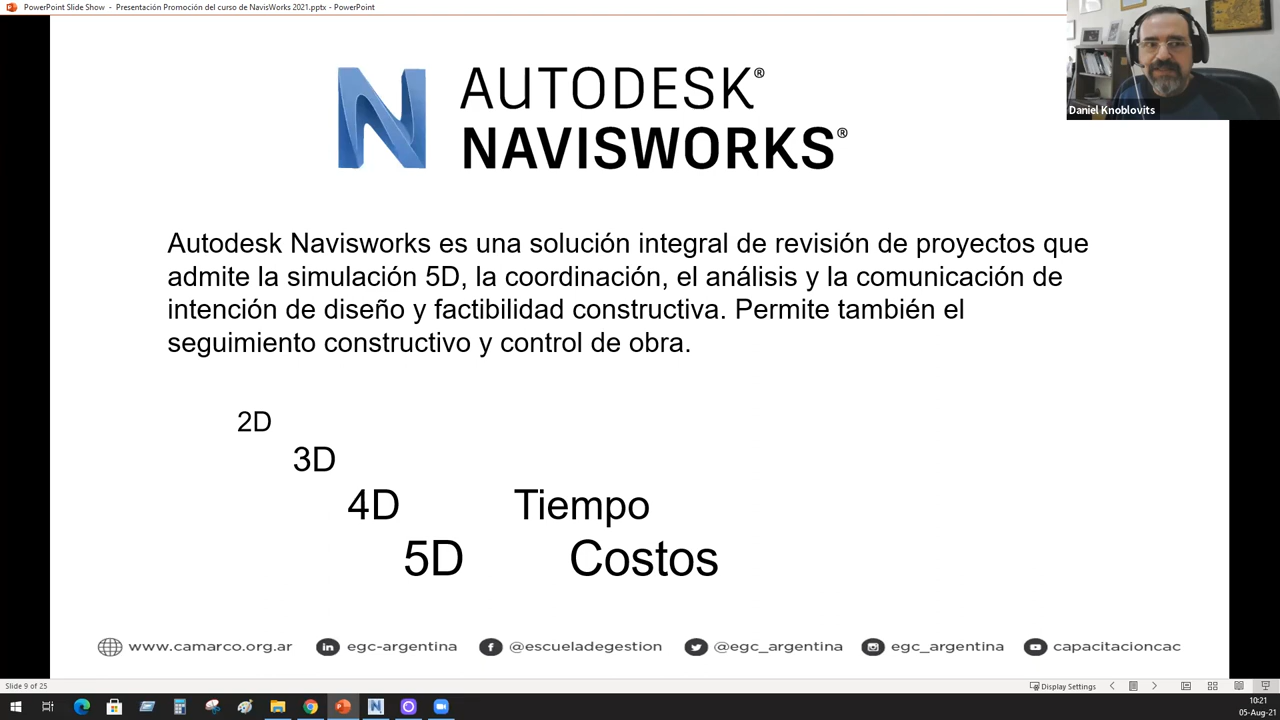 PowerPoint Slide Show - Presentación Promoción del curso de NavisWorks 2021.pptx - PowerPoint
Daniel Knoblovits
AUTODESK®
NAVISWORKS®
Autodesk Navisworks es una solución integral de revisión de proyectos que
admite la simulación 5D, la coordinación, el análisis y la comunicación de
intención de diseño y factibilidad constructiva. Permite también el
seguimiento constructivo y control de obra.
2D
3D
4D Tiempo
5D Costos
www.camarco.org.ar egc-argentina @escueladegestion @egc_argentina egc_argentina capacitacioncac
Slide 9 of 25 Display Settings
10:21
05-Aug-21